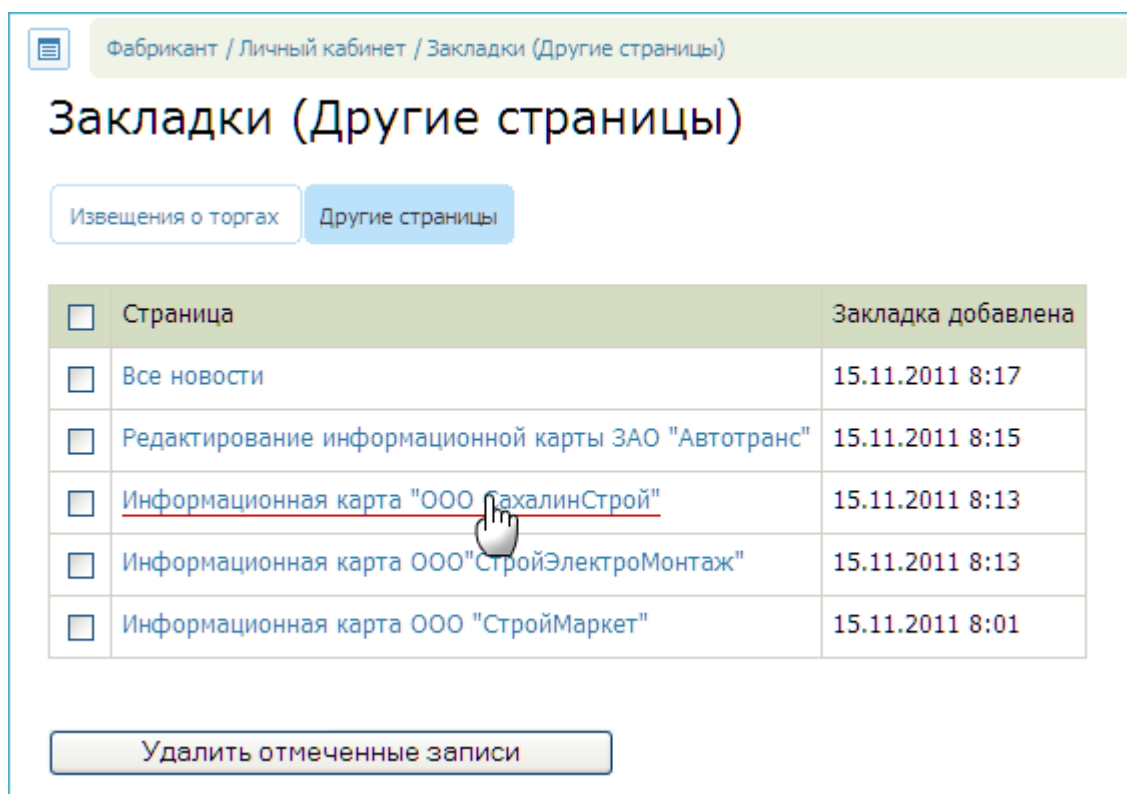 Фабрикант / Личный кабинет / Закладки (Другие страницы)
Закладки (Другие страницы)
Извещения о торгах Другие страницы
Страница Закладка добавлена
Все новости 15.11.2011 8:17
Редактирование информационной карты ЗАО "Автотранс" 15.11.2011 8:15
Информационная карта "ООО СахалинСтрой" 15.11.2011 8:13
Информационная карта ООО"СтройЭлектроМонтаж" 15.11.2011 8:13
Информационная карта ООО "СтройМаркет" 15.11.2011 8:01
Удалить отмеченные записи